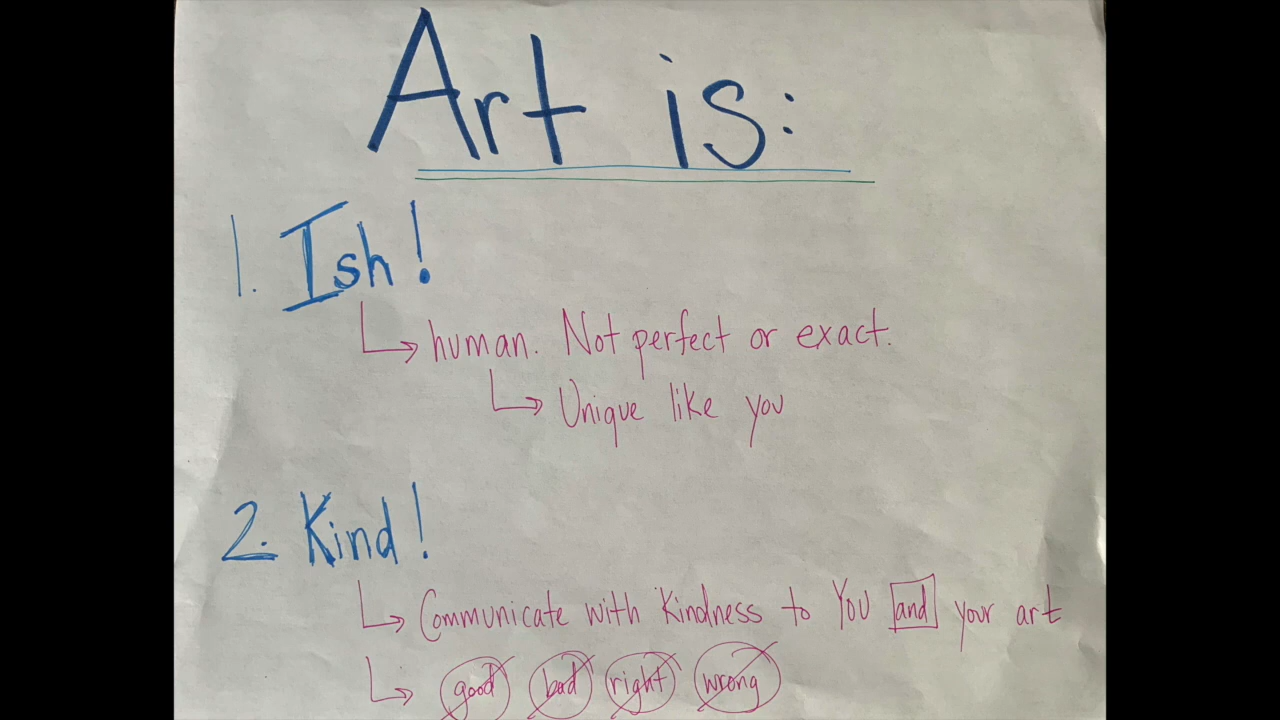 Art is:
1. Ish!
human. Not perfect or exact.
Unique like you
2. Kind!
Communicate with Kindness to You and your art
good bad right wrong